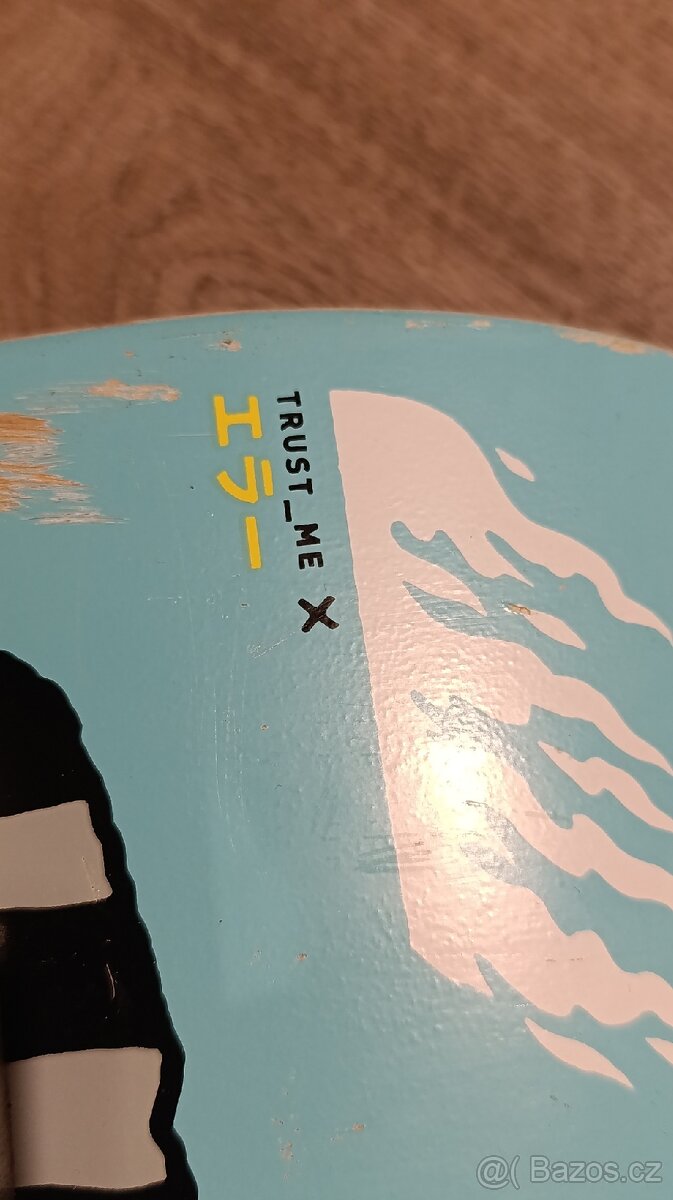 TRUST_ME X
エラー
@( Bazos.cz